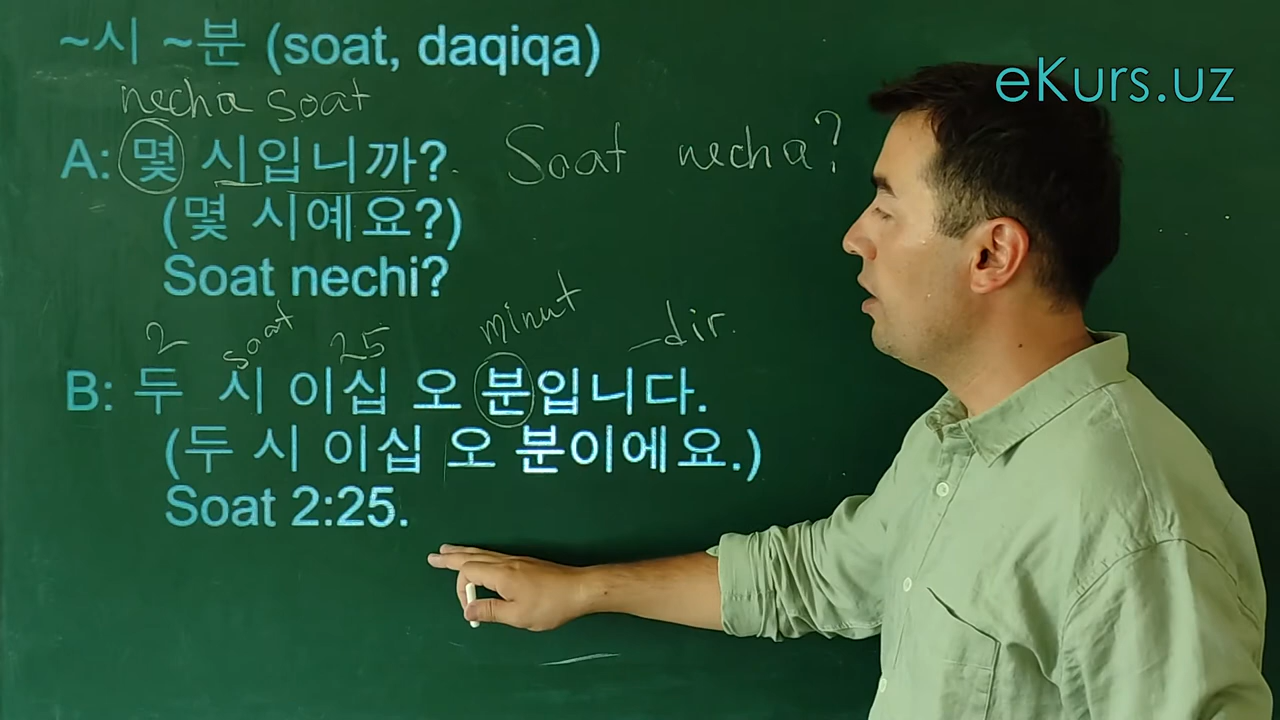 ~시 ~분 (soat, daqiqa)
eKurs.uz
necha soat
A: 몇 시입니까?
Soat necha?
(몇 시예요?)
Soat nechi?
2 soat 25 minut -dir.
B: 두 시 이십 오 분입니다.
(두 시 이십 오 분이에요.)
Soat 2:25.